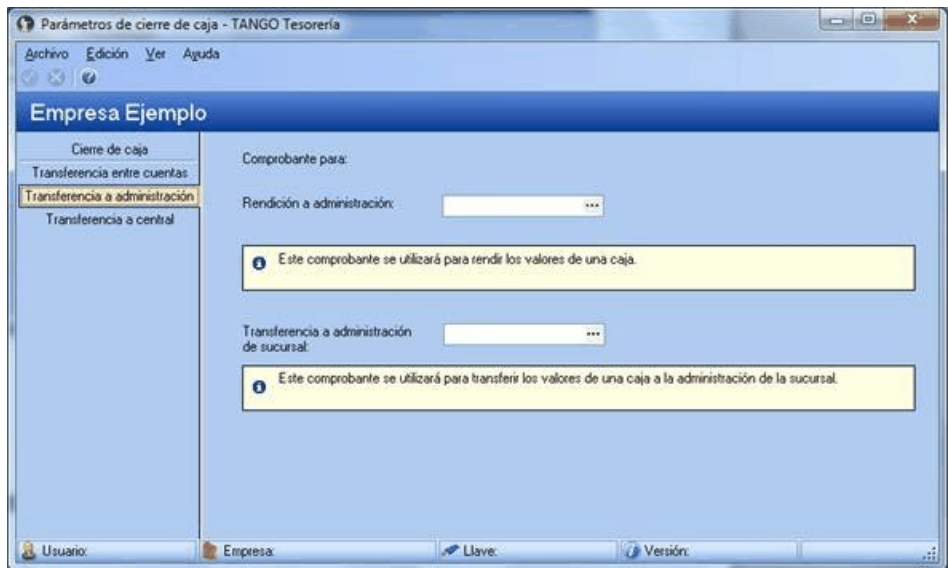 Parámetros de cierre de caja - TANGO Tesorería
Archivo Edición Ver Ayuda
Empresa Ejemplo
Cierre de caja
Transferencia entre cuentas
Transferencia a administración
Transferencia a central
Comprobante para:
Rendición a administración:
Este comprobante se utilizará para rendir los valores de una caja.
Transferencia a administración
de sucursal:
Este comprobante se utilizará para transferir los valores de una caja a la administración de la sucursal.
Usuario: Empresa: Llave: Versión: